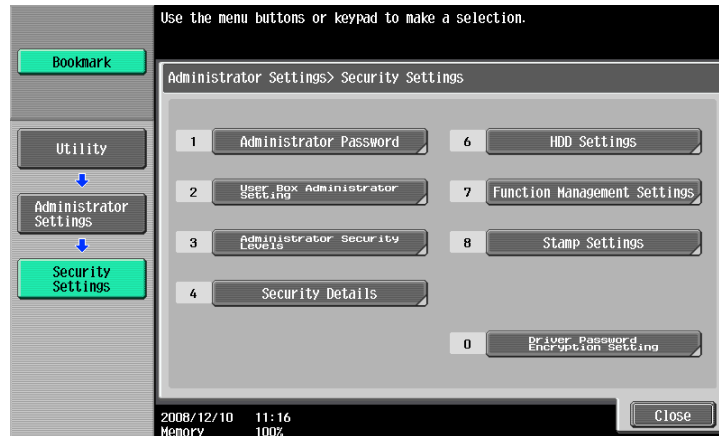 Use the menu buttons or keypad to make a selection.
Bookmark
Administrator Settings> Security Settings
Utility
Administrator
Settings
Security
Settings
1 Administrator Password
2 User Box Administrator
Setting
3 Administrator Security
Levels
4 Security Details
6 HDD Settings
7 Function Management Settings
8 Stamp Settings
0 Driver Password
Encryption Setting
Close
2008/12/10 11:16
Memory 100%